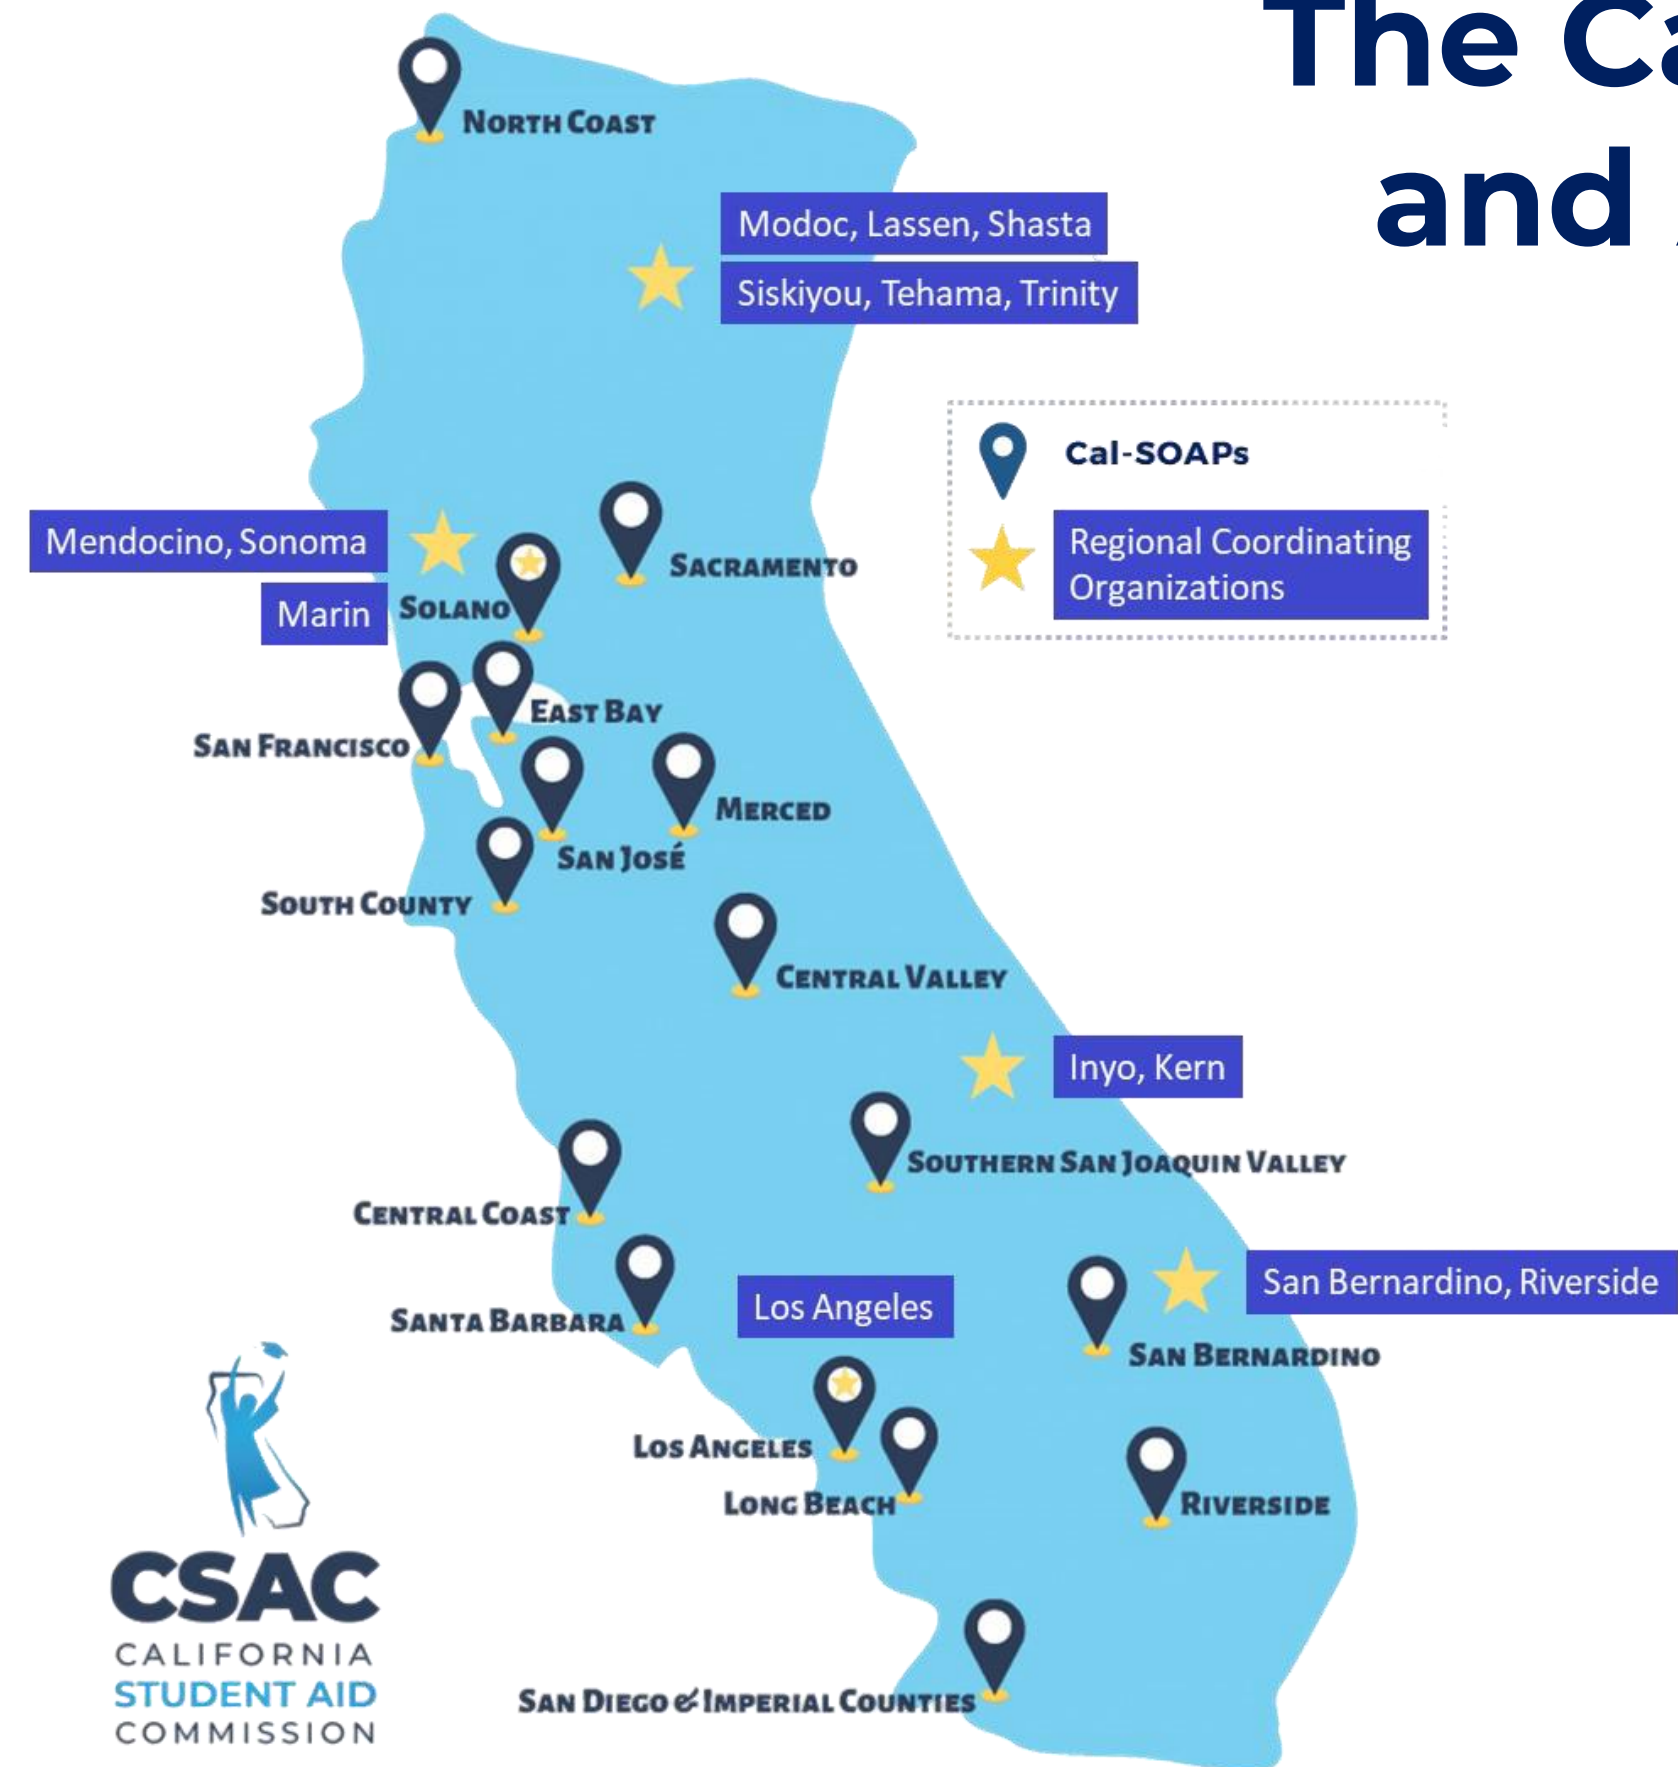 The Ca
and
NORTH COAST
Modoc, Lassen, Shasta
Siskiyou, Tehama, Trinity
Cal-SOAPs
Regional Coordinating
Organizations
Mendocino, Sonoma
Marin
SOLANO
SACRAMENTO
EAST BAY
SAN FRANCISCO
MERCED
SAN JOSÉ
SOUTH COUNTY
CENTRAL VALLEY
Inyo, Kern
SOUTHERN SAN JOAQUIN VALLEY
CENTRAL COAST
San Bernardino, Riverside
SANTA BARBARA
Los Angeles
SAN BERNARDINO
LOS ANGELES
LONG BEACH
RIVERSIDE
SAN DIEGO & IMPERIAL COUNTIES
CSAC
CALIFORNIA
STUDENT AID
COMMISSION